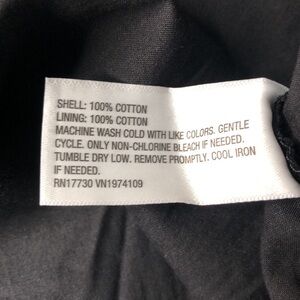 SHELL: 100% COTTON
LINING: 100% COTTON
MACHINE WASH COLD WITH LIKE COLORS. GENTLE
CYCLE. ONLY NON-CHLORINE BLEACH IF NEEDED.
TUMBLE DRY LOW. REMOVE PROMPTLY. COOL IRON
IF NEEDED.
RN17730 VN1974109